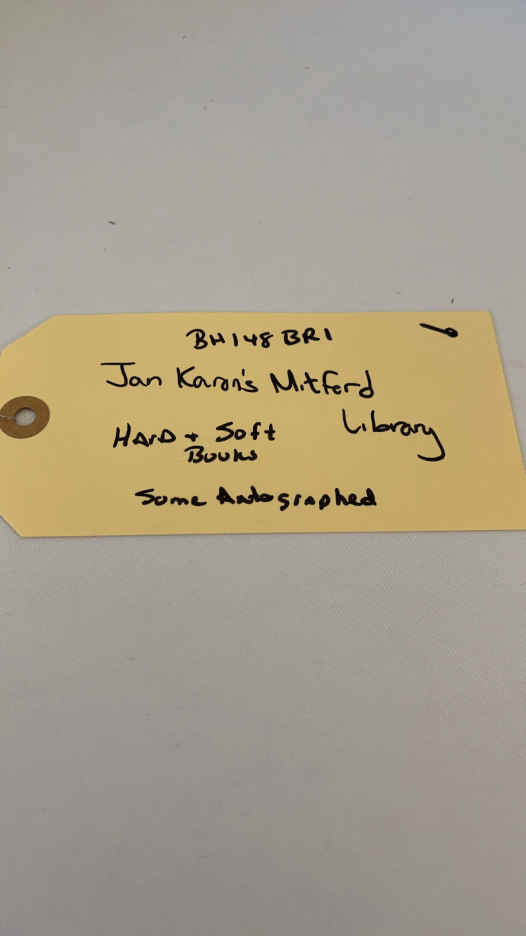 BH148BR1
Jan Karon's Mitford
Library
HArD + Soft
Books
Some Autographed